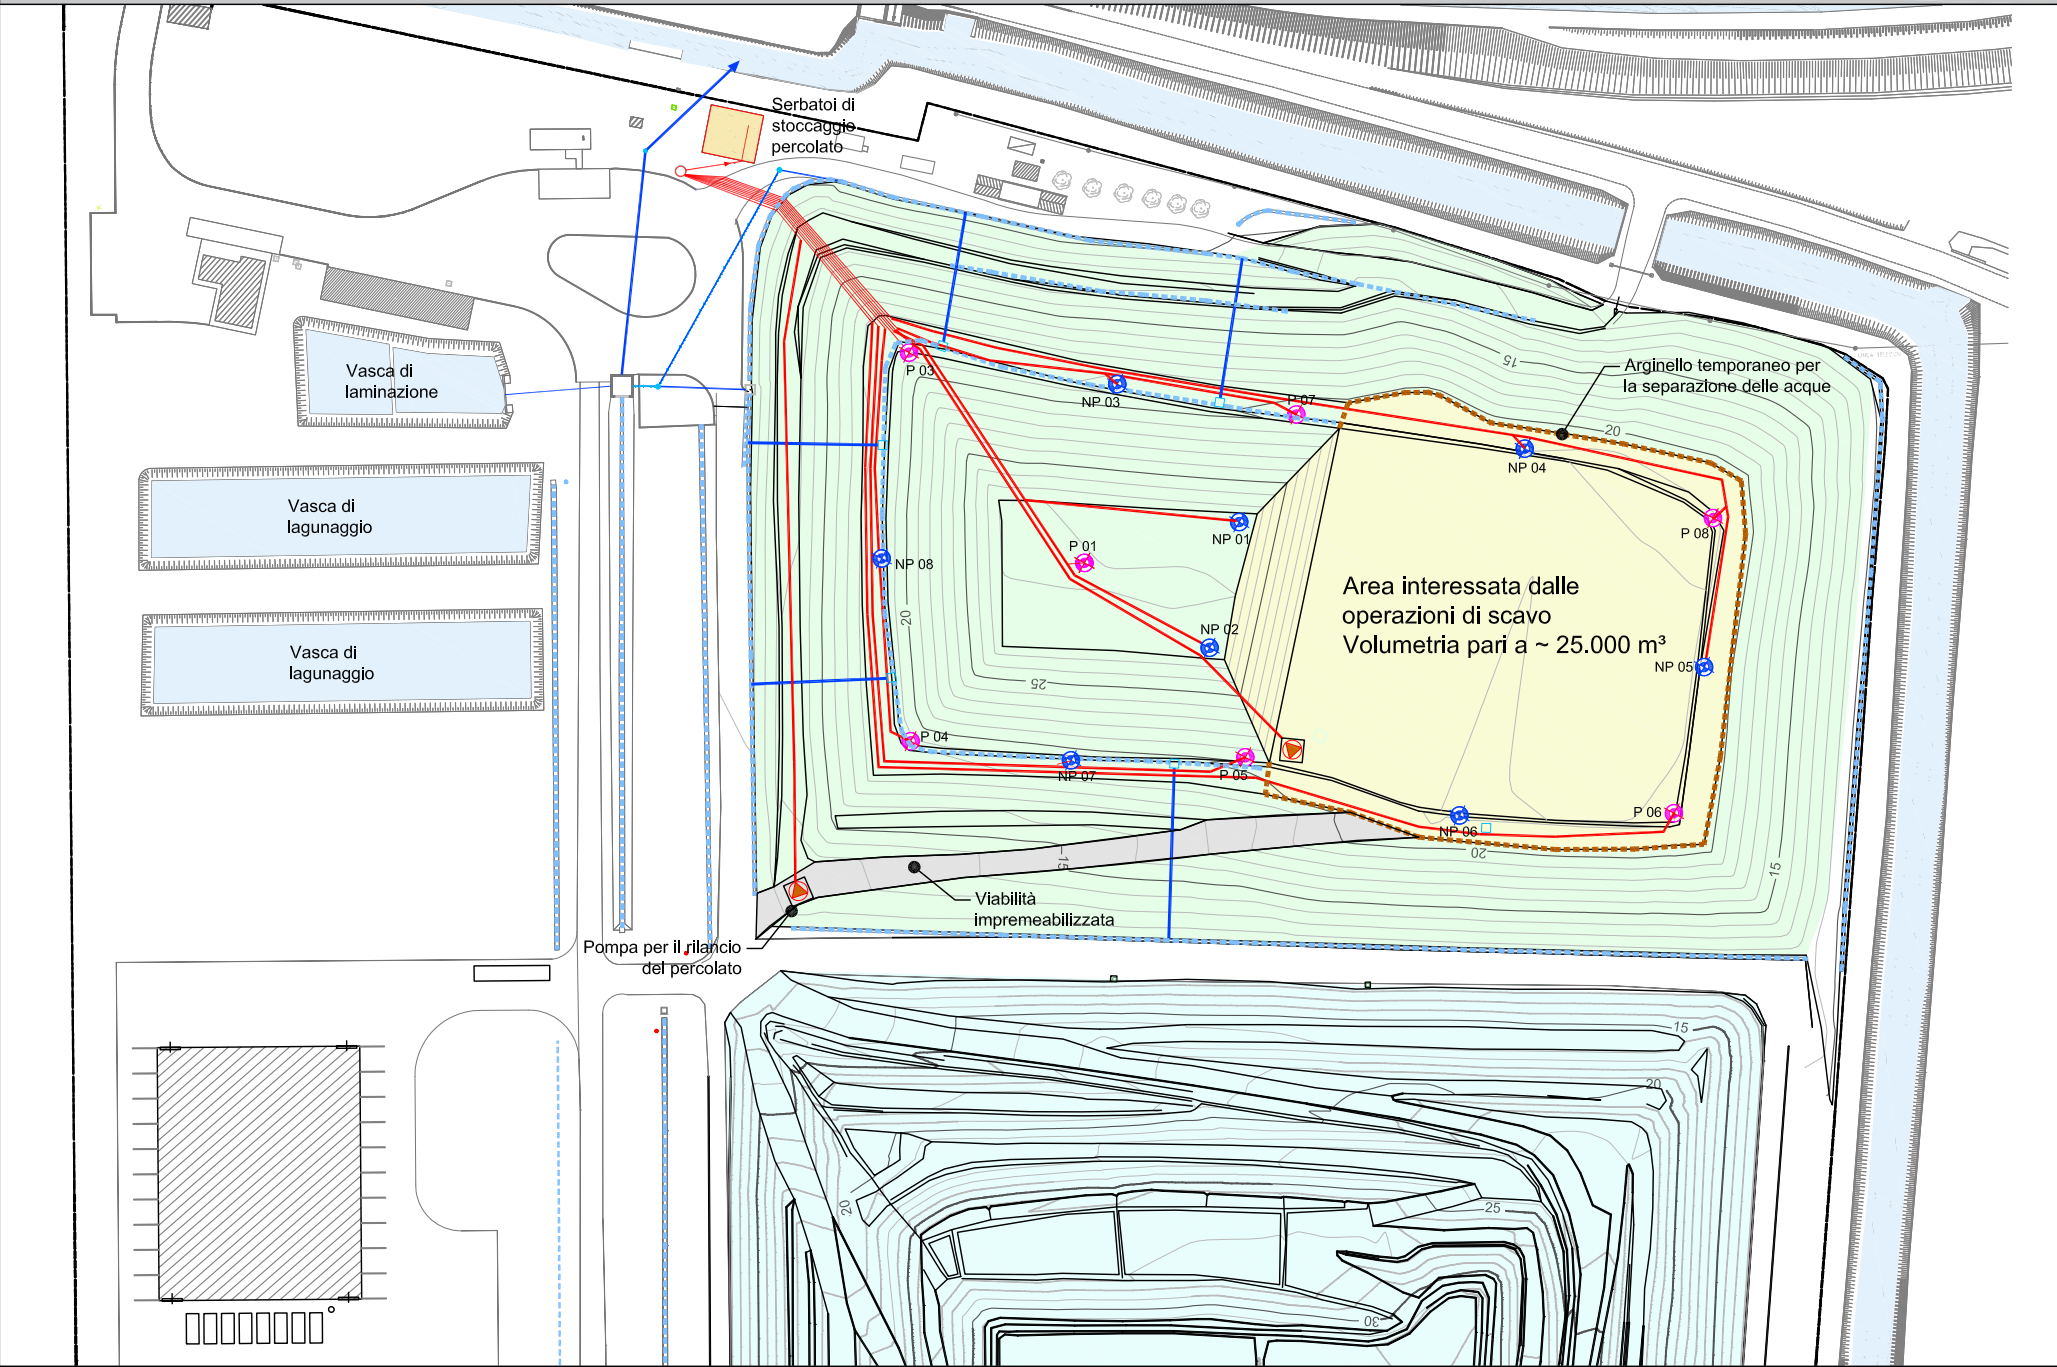 Serbatoi di
stoccaggio
percolato
Vasca di
laminazione
Vasca di
lagunaggio
Vasca di
lagunaggio
15
Arginello temporaneo per
la separazione delle acque
P 03
NP 03
P 07
20
NP 04
P 08
NP 01
P 01
NP 08
20
NP 02
Area interessata dalle
operazioni di scavo
Volumetria pari a ~ 25.000 m³
NP 05
25
P 04
NP 07
P 05
P 06
NP 06
20
15
15
Viabilità
impremeabilizzata
Pompa per il rilancio
del percolato
15
20
20
25
30